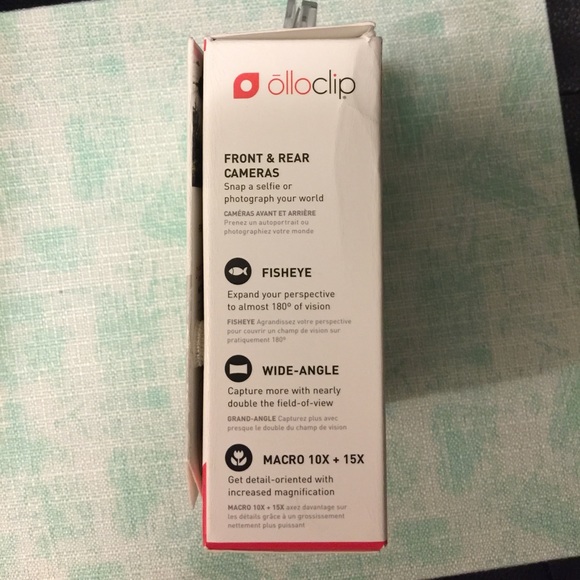 ōlloclip®
FRONT & REAR
CAMERAS
Snap a selfie or
photograph your world
CAMÉRAS AVANT ET ARRIÈRE
Prenez un autoportrait ou
photographiez votre monde
FISHEYE
Expand your perspective
to almost 180º of vision
FISHEYE Agrandissez votre perspective
pour couvrir un champ de vision sur
pratiquement 180º
WIDE-ANGLE
Capture more with nearly
double the field-of-view
GRAND-ANGLE Capturez plus avec
presque le double du champ de vision
MACRO 10X + 15X
Get detail-oriented with
increased magnification
MACRO 10X + 15X avez davantage sur
les détails grâce à un grossissement
nettement plus puissant